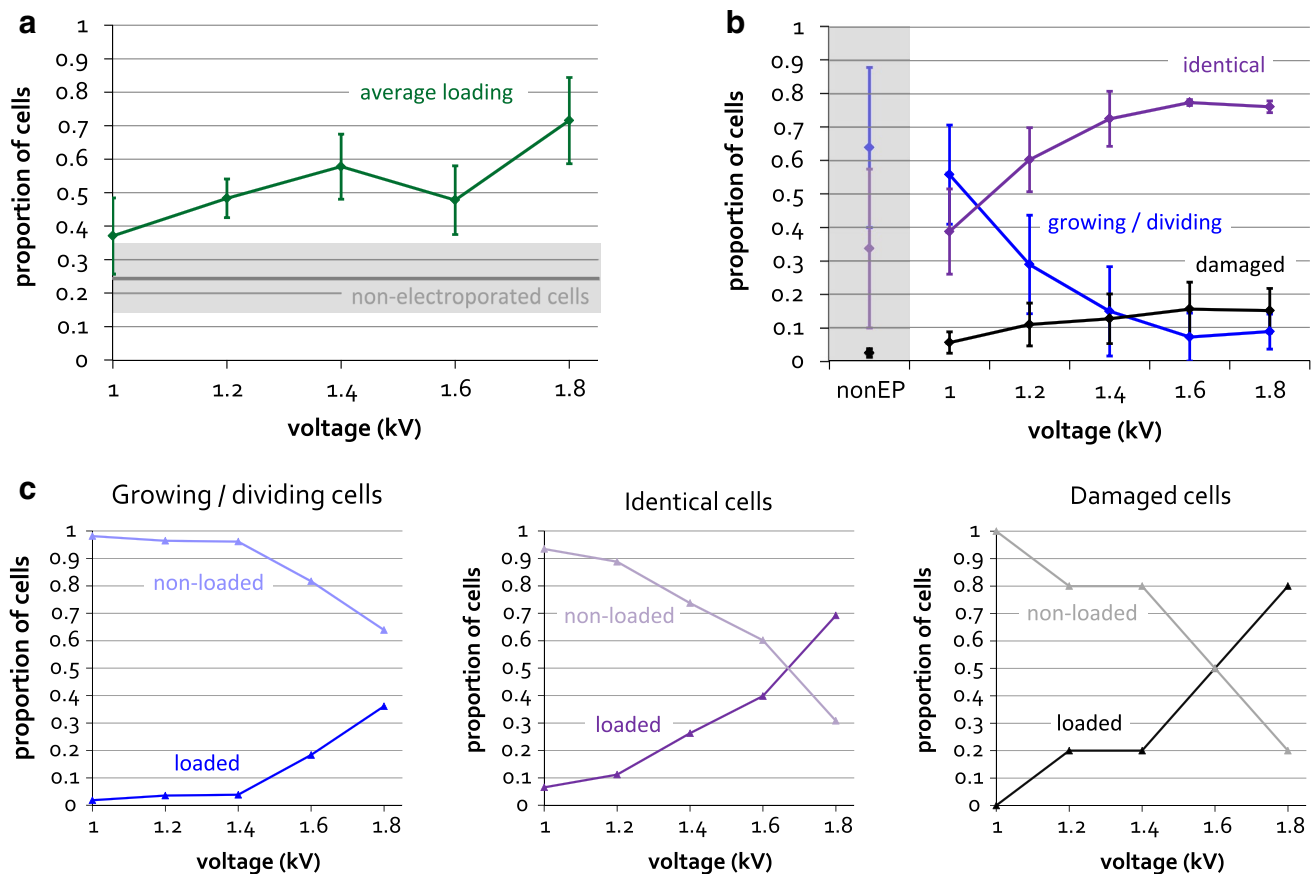 a
proportion of cells
1
0.9
0.8
0.7
0.6
0.5
0.4
0.3
0.2
0.1
0
average loading
non-electroporated cells
1 1.2 1.4 1.6 1.8
voltage (kV)
b
proportion of cells
1
0.9
0.8
0.7
0.6
0.5
0.4
0.3
0.2
0.1
0
identical
growing / dividing
damaged
nonEP 1 1.2 1.4 1.6 1.8
voltage (kV)
c
Growing / dividing cells
proportion of cells
1
0.9
0.8
0.7
0.6
0.5
0.4
0.3
0.2
0.1
0
non-loaded
loaded
1 1.2 1.4 1.6 1.8
voltage (kV)
Identical cells
proportion of cells
1
0.9
0.8
0.7
0.6
0.5
0.4
0.3
0.2
0.1
0
non-loaded
loaded
1 1.2 1.4 1.6 1.8
voltage (kV)
Damaged cells
proportion of cells
1
0.9
0.8
0.7
0.6
0.5
0.4
0.3
0.2
0.1
0
non-loaded
loaded
1 1.2 1.4 1.6 1.8
voltage (kV)